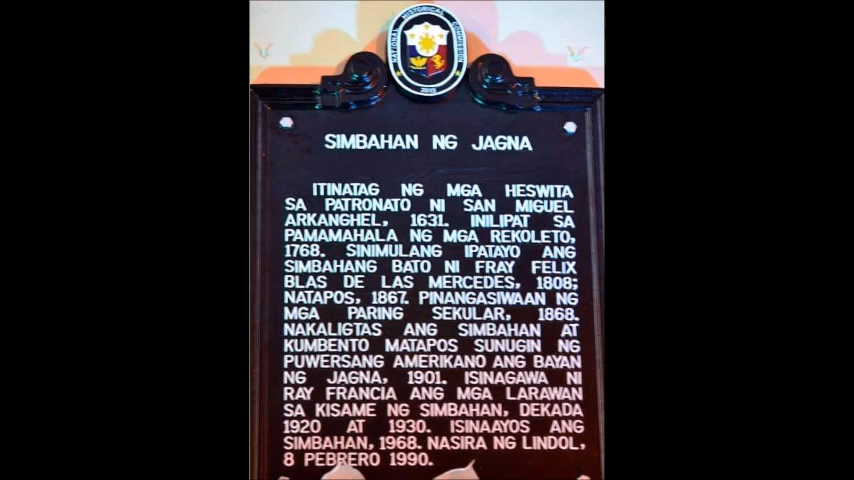 NATIONAL HISTORICAL COMMISSION
2015
SIMBAHAN NG JAGNA
ITINATAG NG MGA HESWITA
SA PATRONATO NI SAN MIGUEL
ARKANGHEL, 1631. INILIPAT SA
PAMAMAHALA NG MGA REKOLETO,
1768. SINIMULANG IPATAYO ANG
SIMBAHANG BATO NI FRAY FELIX
BLAS DE LAS MERCEDES, 1808;
NATAPOS, 1867. PINANGASIWAAN NG
MGA PARING SEKULAR, 1868.
NAKALIGTAS ANG SIMBAHAN AT
KUMBENTO MATAPOS SUNUGIN NG
PUWERSANG AMERIKANO ANG BAYAN
NG JAGNA, 1901. ISINAGAWA NI
RAY FRANCIA ANG MGA LARAWAN
SA KISAME NG SIMBAHAN, DEKADA
1920 AT 1930. ISINAAYOS ANG
SIMBAHAN, 1968. NASIRA NG LINDOL,
8 PEBRERO 1990.